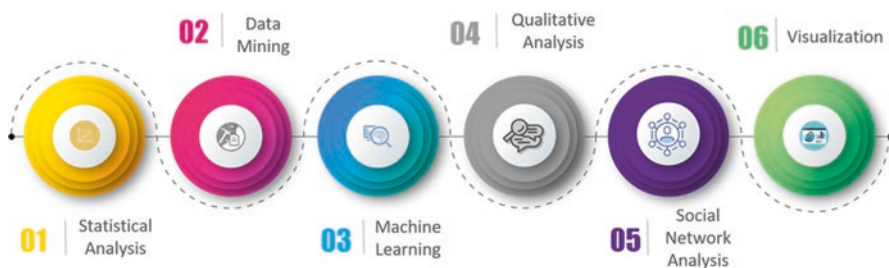 01
Statistical
Analysis
02
Data
Mining
03
Machine
Learning
04
Qualitative
Analysis
05
Social
Network
Analysis
06
Visualization